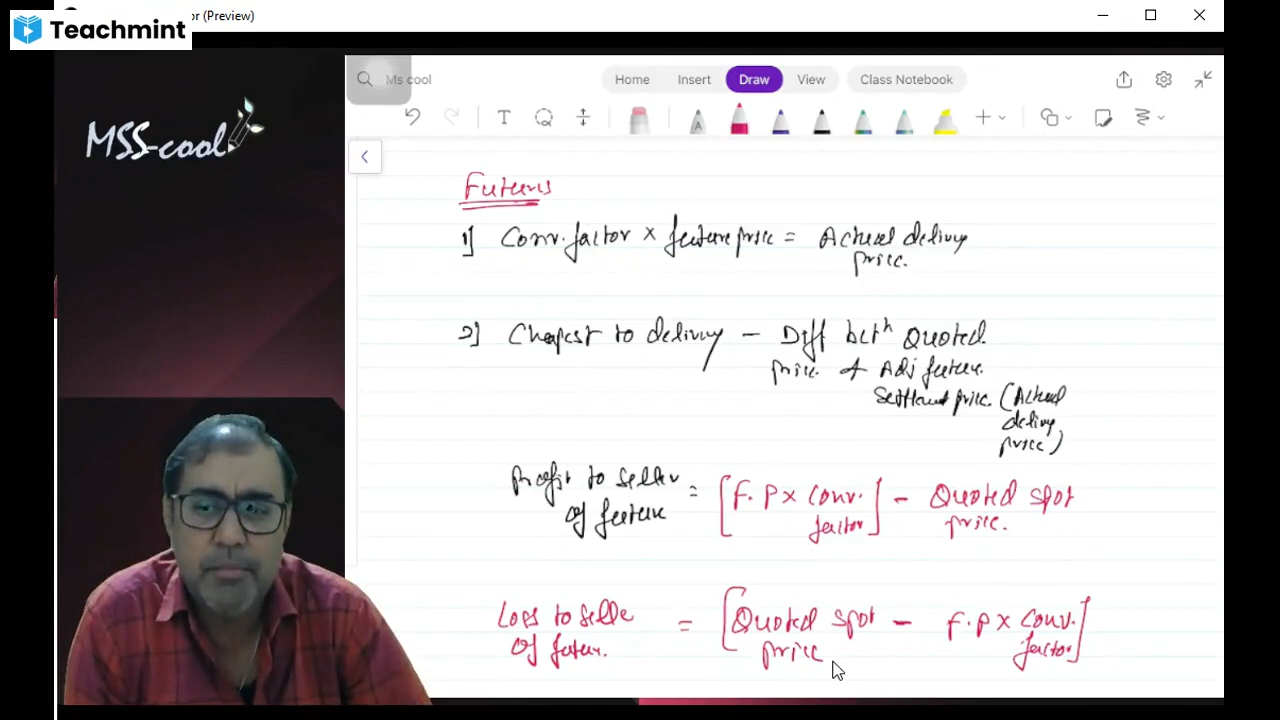 Teachmint
or (Preview)
MSS-cool
Ms cool
Home Insert Draw View Class Notebook
Futures
1] Conv. factor × future price = Actual delivery
price.
2] Cheapest to delivery – Diff betn Quoted
price & Adj future
Settlement price. (Actual
delivery
price)
Profit to seller
of future
= [F.P × conv.
factor] – Quoted spot
price.
Loss to seller
of future.
= [Quoted spot
price – F.P × conv.
factor]